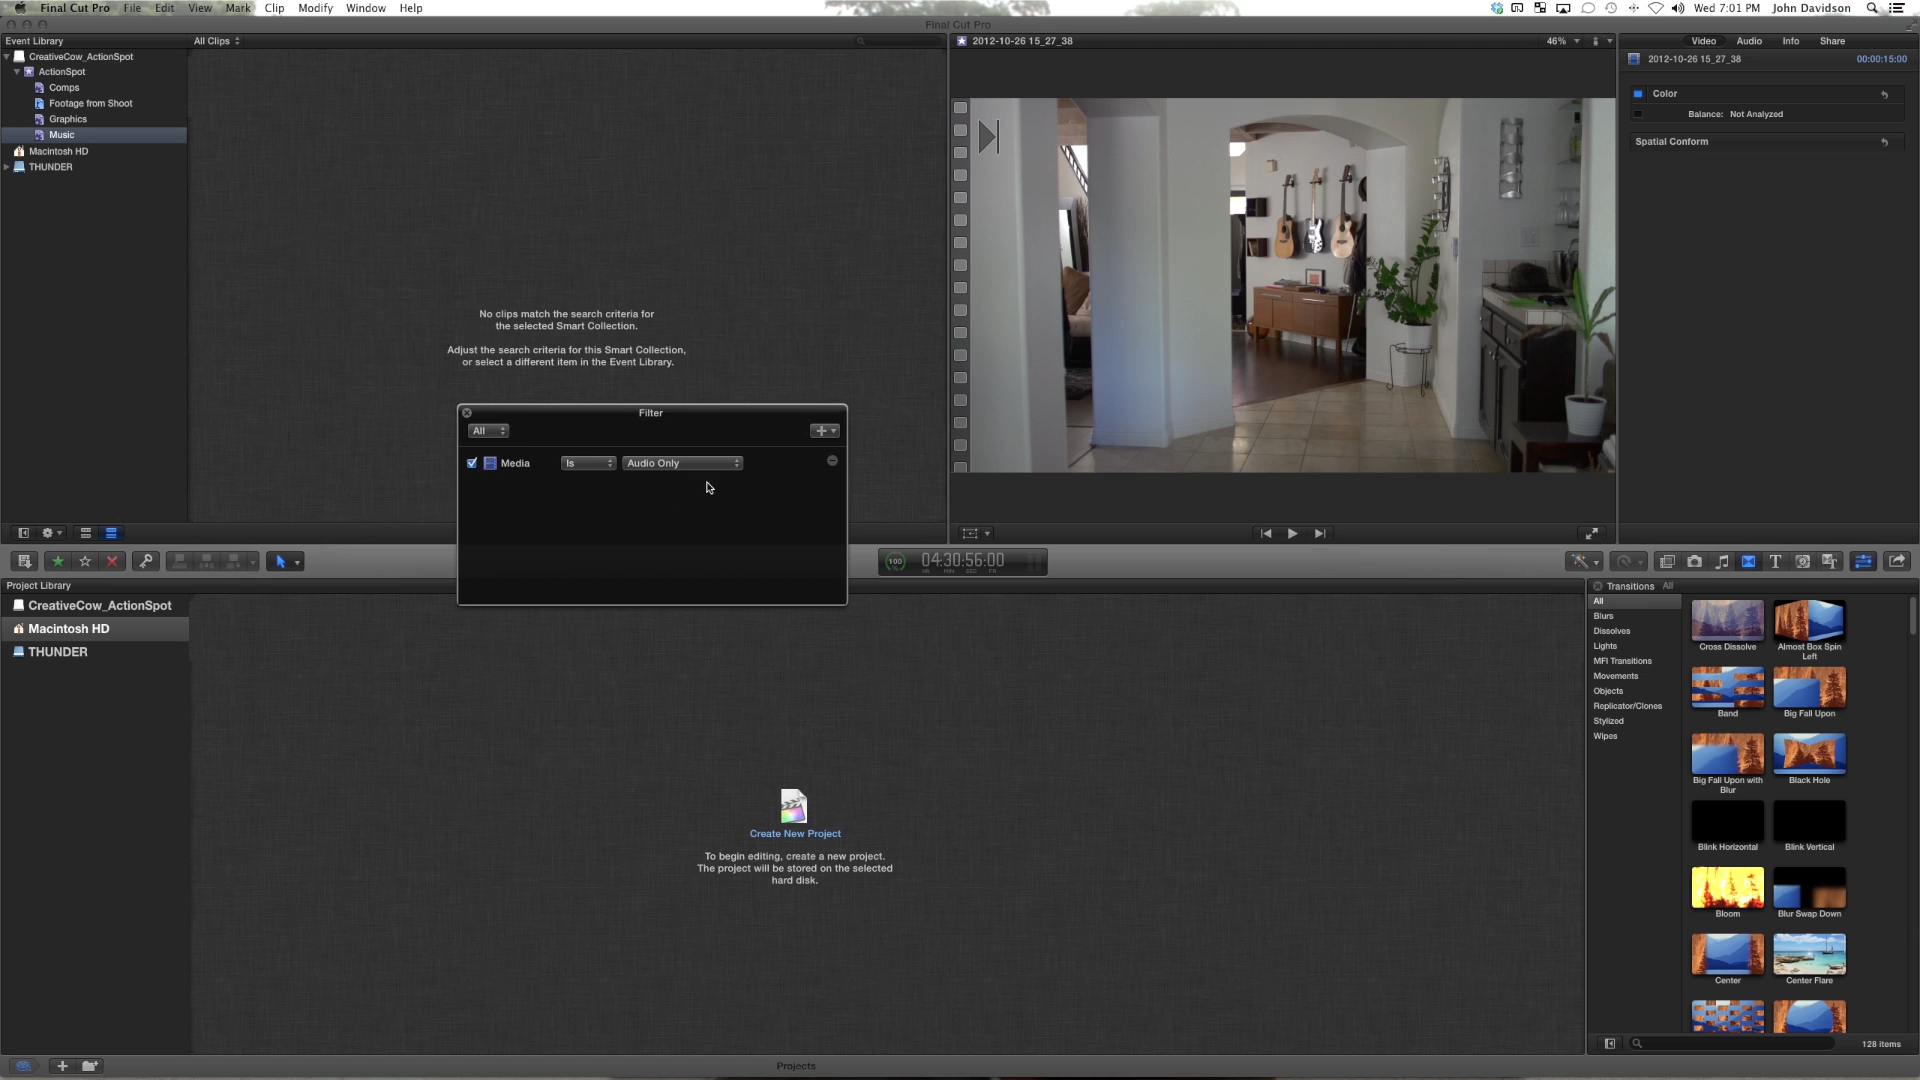 Final Cut Pro File Edit View Mark Clip Modify Window Help Wed 7:01 PM John Davidson
Final Cut Pro
Event Library All Clips
CreativeCow_ActionSpot
ActionSpot
Comps
Footage from Shoot
Graphics
Music
Macintosh HD
THUNDER
No clips match the search criteria for
the selected Smart Collection.
Adjust the search criteria for this Smart Collection,
or select a different item in the Event Library.
Filter
All
Media Is Audio Only
2012-10-26 15_27_38 46%
Video Audio Info Share
2012-10-26 15_27_38 00:00:15:00
Color
Balance: Not Analyzed
Spatial Conform
100 04:30:56:00
HR MIN SEC FR
Project Library
CreativeCow_ActionSpot
Macintosh HD
THUNDER
Create New Project
To begin editing, create a new project.
The project will be stored on the selected
hard disk.
Projects
Transitions All
All
Blurs
Dissolves
Lights
MFI Transitions
Movements
Objects
Replicator/Clones
Stylized
Wipes
Cross Dissolve Almost Box Spin
Left
Band Big Fall Upon
Big Fall Upon with Black Hole
Blur
Blink Horizontal Blink Vertical
Bloom Blur Swap Down
Center Center Flare
128 items